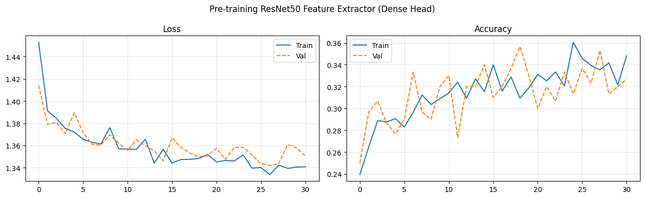 Pre-training ResNet50 Feature Extractor (Dense Head)
Loss
Accuracy
Train
Val
Train
Val
1.44
1.42
1.40
1.38
1.36
1.34
0.36
0.34
0.32
0.30
0.28
0.26
0.24
0 5 10 15 20 25 30
0 5 10 15 20 25 30